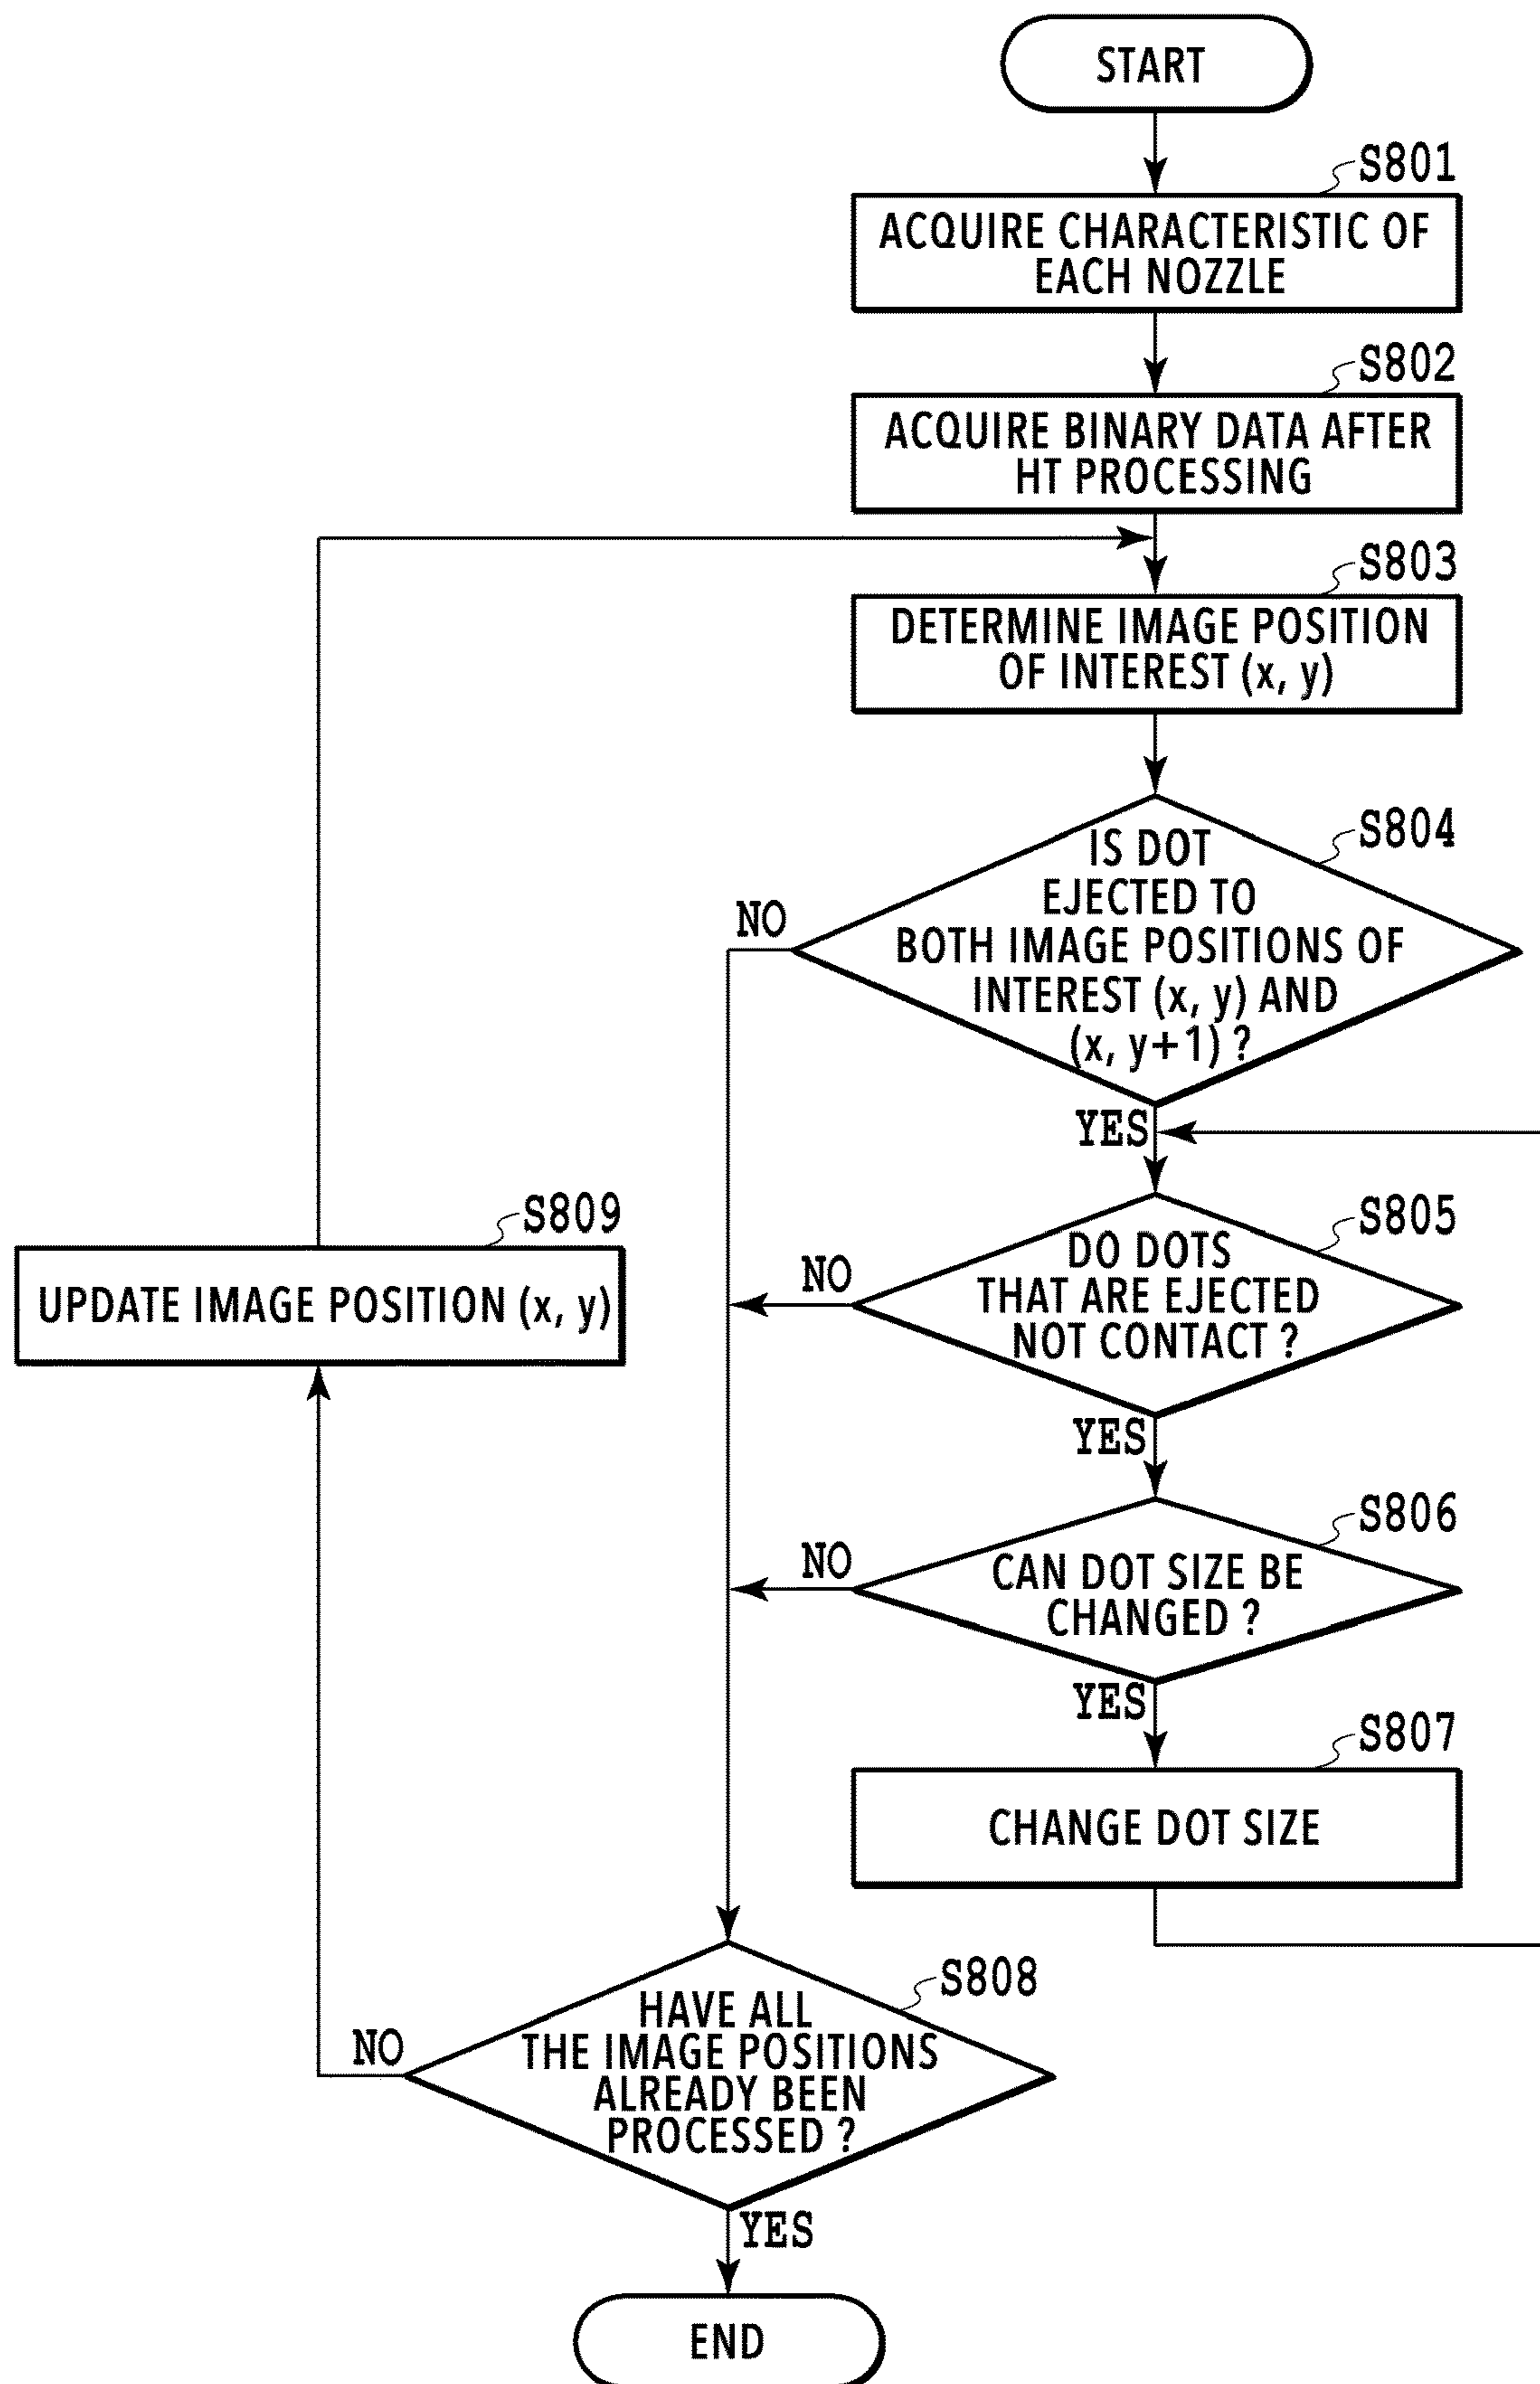 START
S801
ACQUIRE CHARACTERISTIC OF
EACH NOZZLE
S802
ACQUIRE BINARY DATA AFTER
HT PROCESSING
S803
DETERMINE IMAGE POSITION
OF INTEREST (x, y)
S804
IS DOT
EJECTED TO
BOTH IMAGE POSITIONS OF
INTEREST (x, y) AND
(x, y+1) ?
NO
YES
S805
DO DOTS
THAT ARE EJECTED
NOT CONTACT ?
NO
YES
S809
UPDATE IMAGE POSITION (x, y)
S806
CAN DOT SIZE BE
CHANGED ?
NO
YES
S807
CHANGE DOT SIZE
S808
HAVE ALL
THE IMAGE POSITIONS
ALREADY BEEN
PROCESSED ?
NO
YES
END